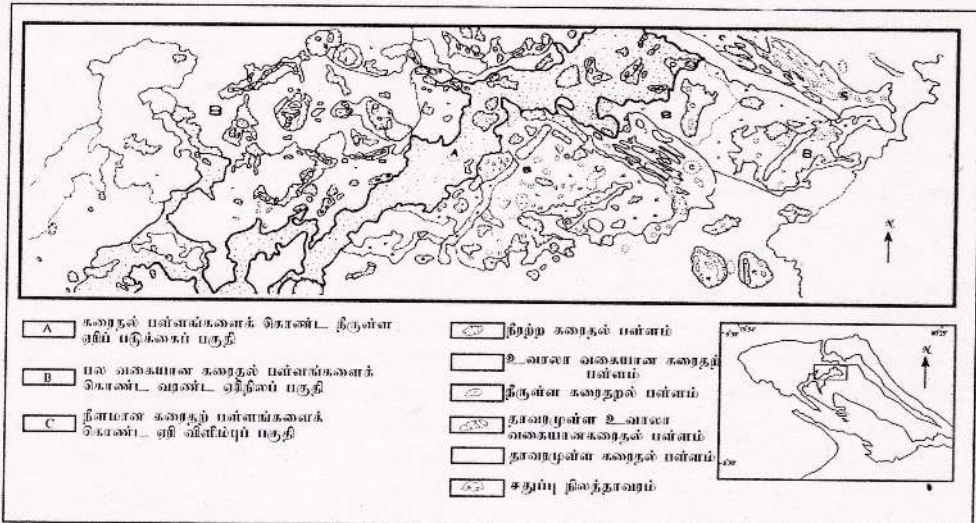 B
A
B
B
B
S
N
A
கரைதல் பள்ளங்களைக் கொண்ட நீருள்ள
ஏரிப் படுக்கைப் பகுதி
B
பல வகையான கரைதல் பள்ளங்களைக்
கொண்ட வரண்ட ஏரிநிலப் பகுதி
C
நீளமான கரைதற் பள்ளங்களைக்
கொண்ட ஏரி விளிம்புப் பகுதி
நீரற்ற கரைதல் பள்ளம்
உவாலா வகையான கரைதற்
பள்ளம்
நீருள்ள கரைதறல் பள்ளம்
தாவரமுள்ள உவாலா
வகையானகரைதல் பள்ளம்
தாவரமுள்ள கரைதல் பள்ளம்
சதுப்பு நிலத்தாவரம்
N